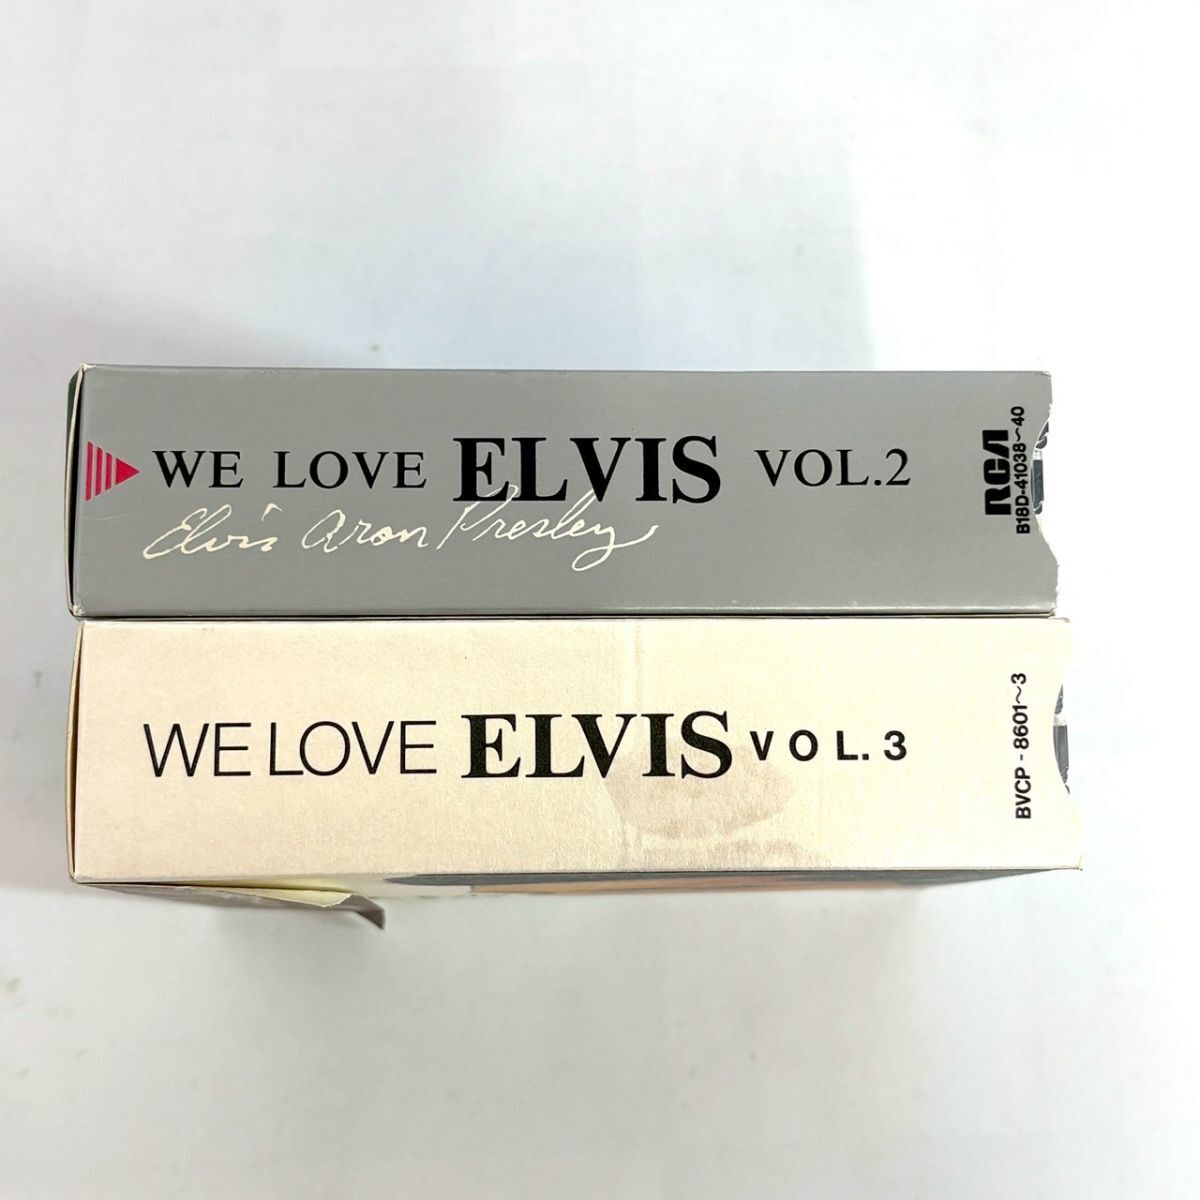 WE LOVE ELVIS VOL.2
Elvis Aron Presley
RCA
B18D-41038~40
WE LOVE ELVIS VOL. 3
BVCP-8601~3